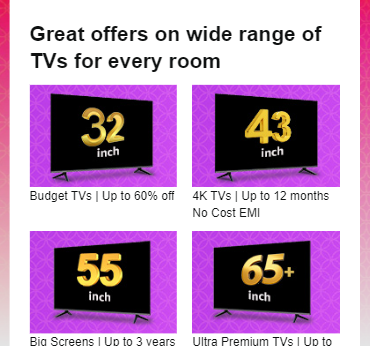 Great offers on wide range of
TVs for every room
32
inch
43
inch
Budget TVs | Up to 60% off
4K TVs | Up to 12 months
No Cost EMI
55
inch
65+
inch
Big Screens | Up to 3 years
Ultra Premium TVs | Up to